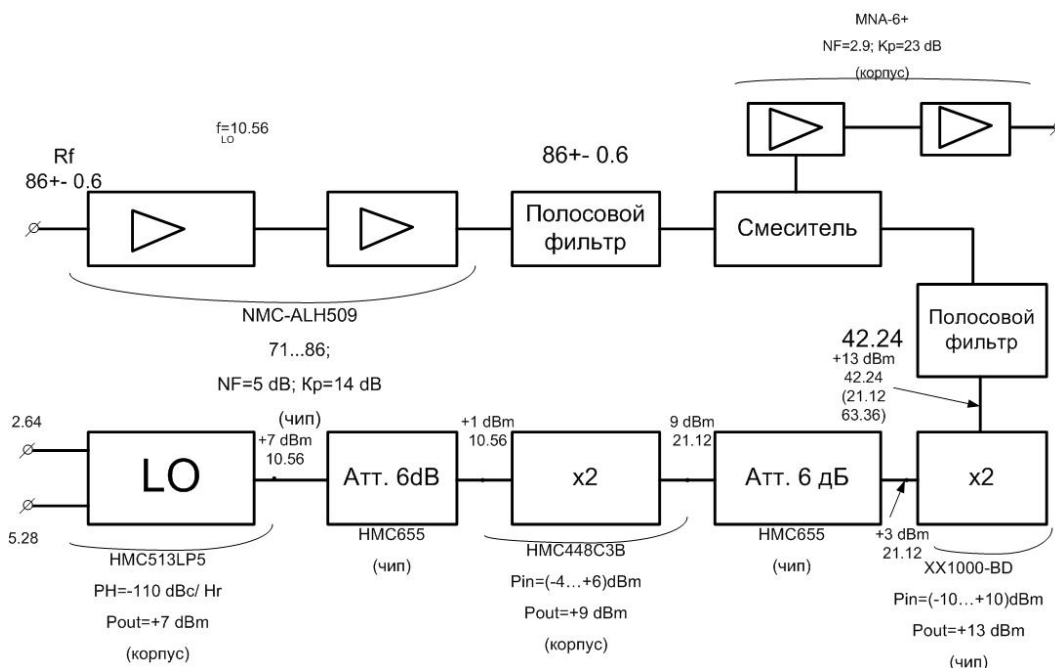 MNA-6+
NF=2.9; Kp=23 dB
(корпус)
f=10.56
LO
Rf
86+- 0.6
86+- 0.6
Полосовой
фильтр
Смеситель
NMC-ALH509
71...86;
NF=5 dB; Kp=14 dB
(чип)
Полосовой
фильтр
42.24
+13 dBm
42.24
(21.12
63.36)
2.64
5.28
LO
+7 dBm
10.56
Атт. 6dB
+1 dBm
10.56
x2
9 dBm
21.12
Атт. 6 дБ
+3 dBm
21.12
x2
HMC513LP5
PH=-110 dBc/ Hr
Pout=+7 dBm
(корпус)
HMC655
(чип)
HMC448C3B
Pin=(-4...+6)dBm
Pout=+9 dBm
(корпус)
HMC655
(чип)
XX1000-BD
Pin=(-10...+10)dBm
Pout=+13 dBm
(чип)